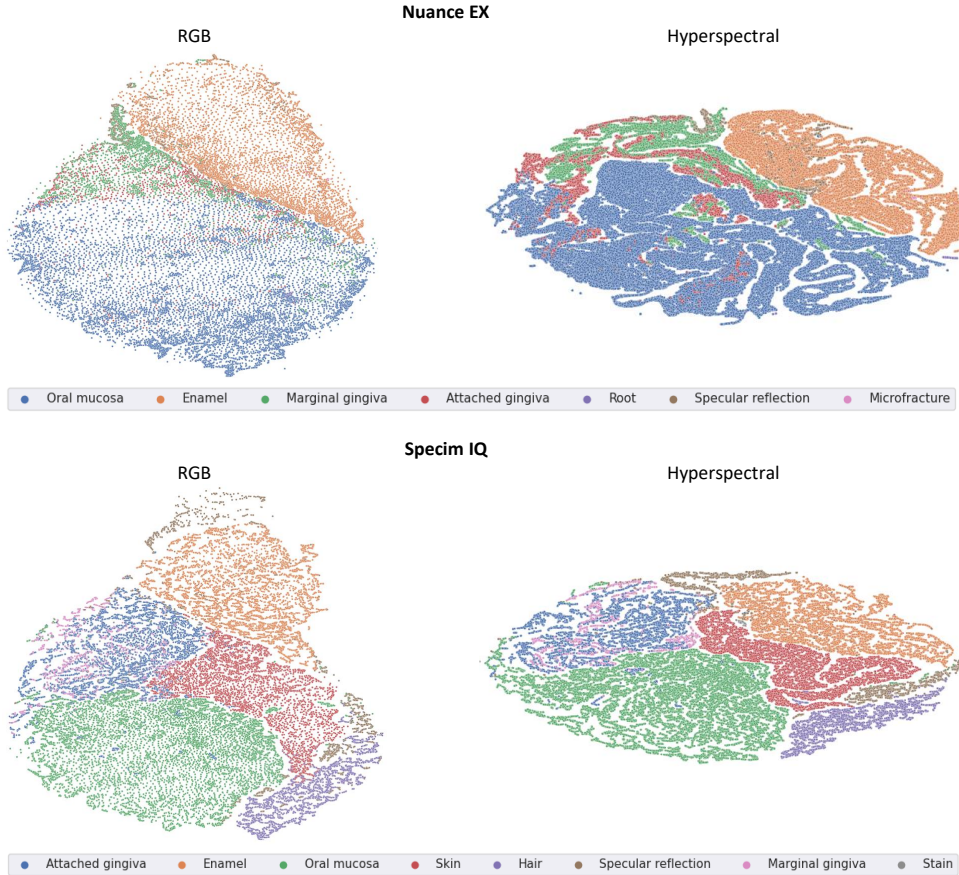 Nuance EX
RGB
Hyperspectral
Oral mucosa Enamel Marginal gingiva Attached gingiva Root Specular reflection Microfracture
Specim IQ
RGB
Hyperspectral
Attached gingiva Enamel Oral mucosa Skin Hair Specular reflection Marginal gingiva Stain